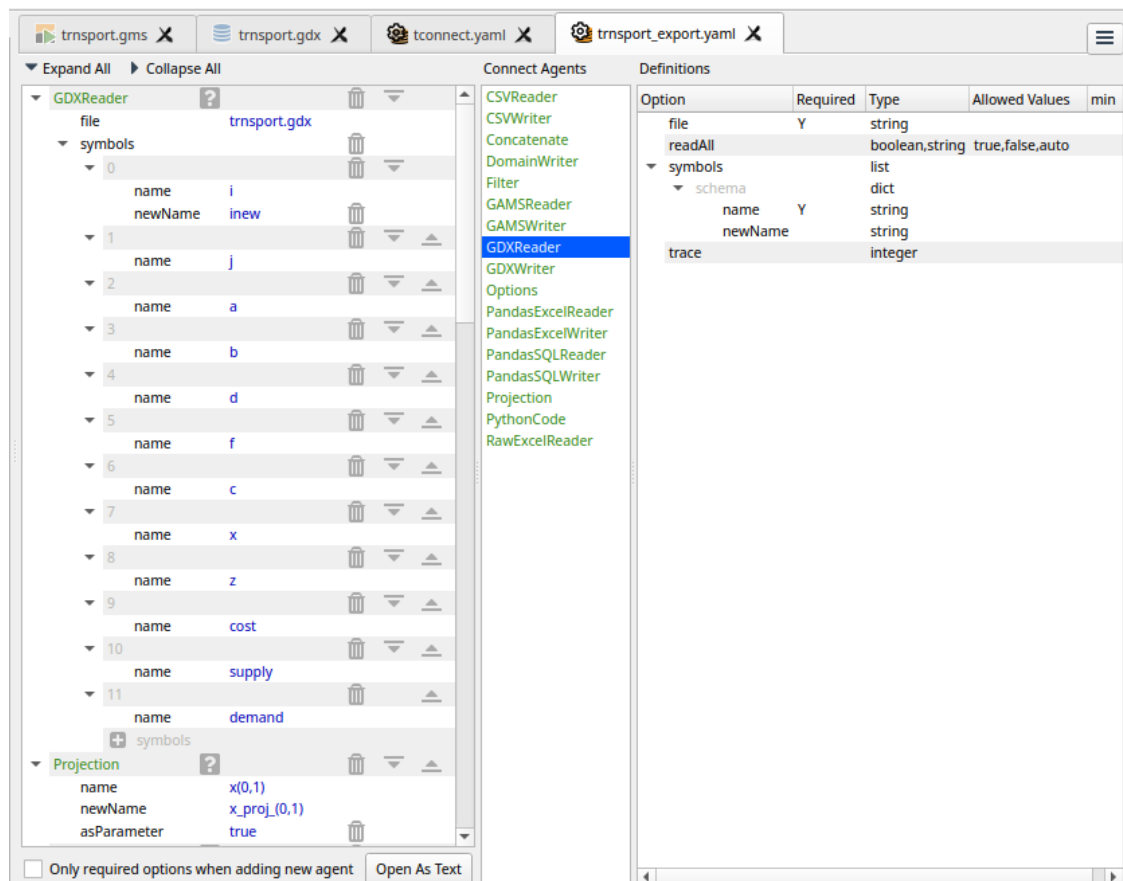 trnsport.gms trnsport.gdx tconnect.yaml trnsport_export.yaml
Expand All Collapse All Connect Agents Definitions
GDXReader ?
file trnsport.gdx
symbols
0
name i
newName inew
1
name j
2
name a
3
name b
4
name d
5
name f
6
name c
7
name x
8
name z
9
name cost
10
name supply
11
name demand
symbols
Projection ?
name x(0,1)
newName x_proj_(0,1)
asParameter true
Only required options when adding new agent Open As Text
CSVReader
CSVWriter
Concatenate
DomainWriter
Filter
GAMSReader
GAMSWriter
GDXReader
GDXWriter
Options
PandasExcelReader
PandasExcelWriter
PandasSQLReader
PandasSQLWriter
Projection
PythonCode
RawExcelReader
Option Required Type Allowed Values min
file Y string
readAll boolean,string true,false,auto
symbols list
schema dict
name Y string
newName string
trace integer